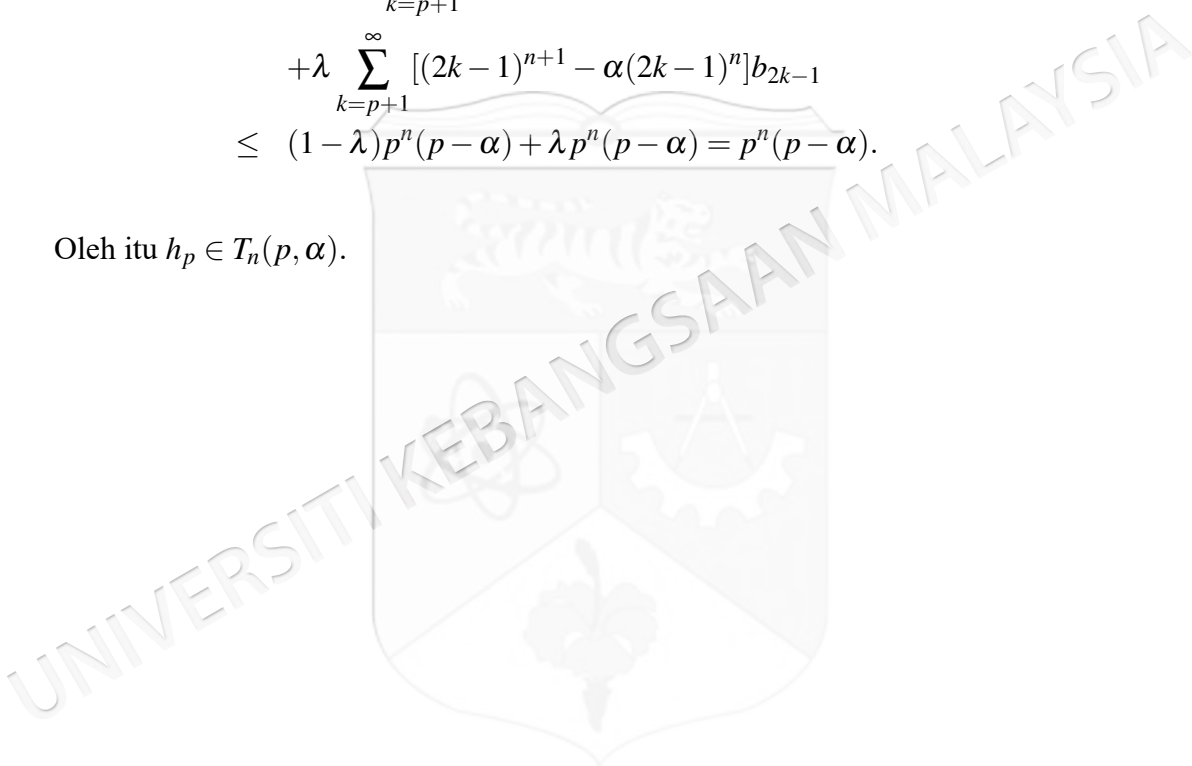 k=p+1
+λ ∑_{k=p+1}^{∞} [(2k − 1)^{n+1} − α(2k − 1)^n]b_{2k−1}
≤ (1 − λ)p^n(p − α) + λp^n(p − α) = p^n(p − α).
Oleh itu h_p ∈ T_n(p, α).
UNIVERSITI KEBANGSAAN MALAYSIA